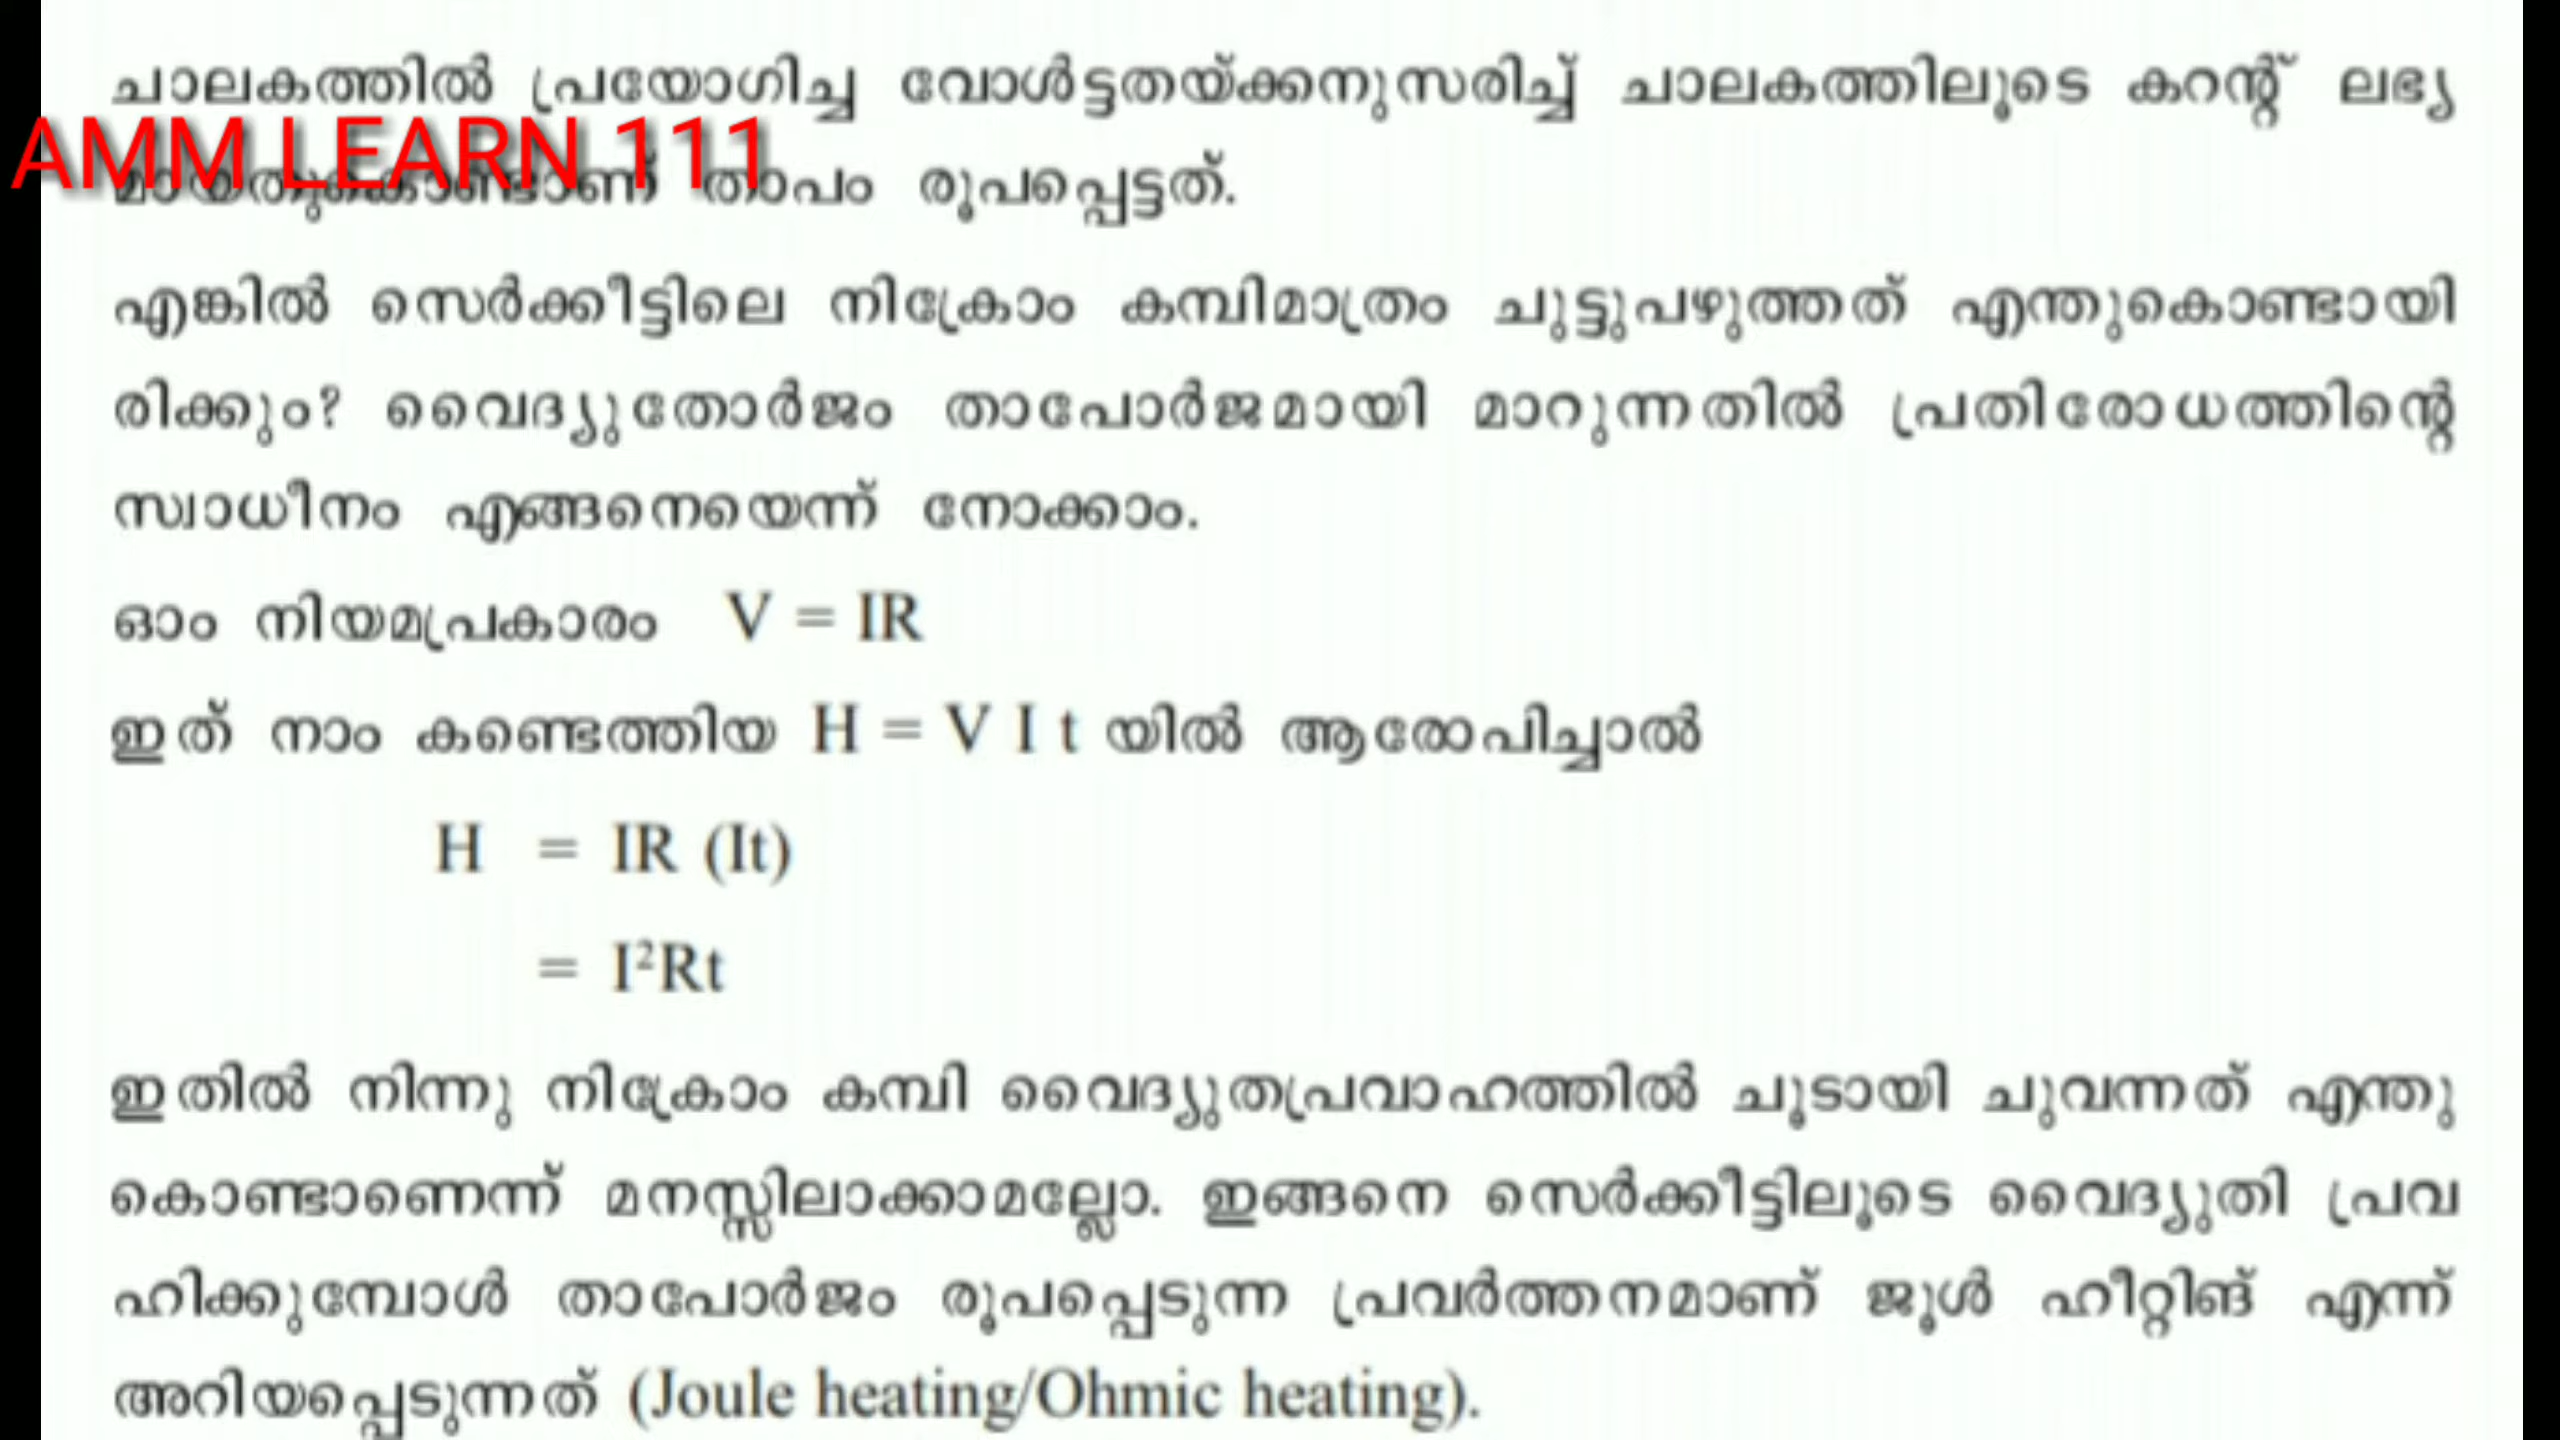 ചാലകത്തിൽ പ്രയോഗിച്ച വോൾട്ടതയ്ക്കനുസരിച്ച് ചാലകത്തിലൂടെ കറന്റ് ലഭ്യ
AMM LEARN 111
മായതുകൊണ്ടാണ് താപം രൂപപ്പെട്ടത്.
എങ്കിൽ സെർക്കീട്ടിലെ നിക്രോം കമ്പിമാത്രം ചുട്ടുപഴുത്തത് എന്തുകൊണ്ടായി
രിക്കും? വൈദ്യുതോർജം താപോർജമായി മാറുന്നതിൽ പ്രതിരോധത്തിന്റെ
സ്വാധീനം എങ്ങനെയെന്ന് നോക്കാം.
ഓം നിയമപ്രകാരം V = IR
ഇത് നാം കണ്ടെത്തിയ H = V I t യിൽ ആരോപിച്ചാൽ
H = IR (It)
= I²Rt
ഇതിൽ നിന്നു നിക്രോം കമ്പി വൈദ്യുതപ്രവാഹത്തിൽ ചൂടായി ചുവന്നത് എന്തു
കൊണ്ടാണെന്ന് മനസ്സിലാക്കാമല്ലോ. ഇങ്ങനെ സെർക്കീട്ടിലൂടെ വൈദ്യുതി പ്രവ
ഹിക്കുമ്പോൾ താപോർജം രൂപപ്പെടുന്ന പ്രവർത്തനമാണ് ജൂൾ ഹീറ്റിങ് എന്ന്
അറിയപ്പെടുന്നത് (Joule heating/Ohmic heating).